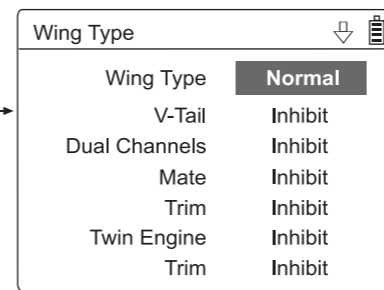 Wing Type
Wing Type Normal
V-Tail Inhibit
Dual Channels Inhibit
Mate Inhibit
Trim Inhibit
Twin Engine Inhibit
Trim Inhibit